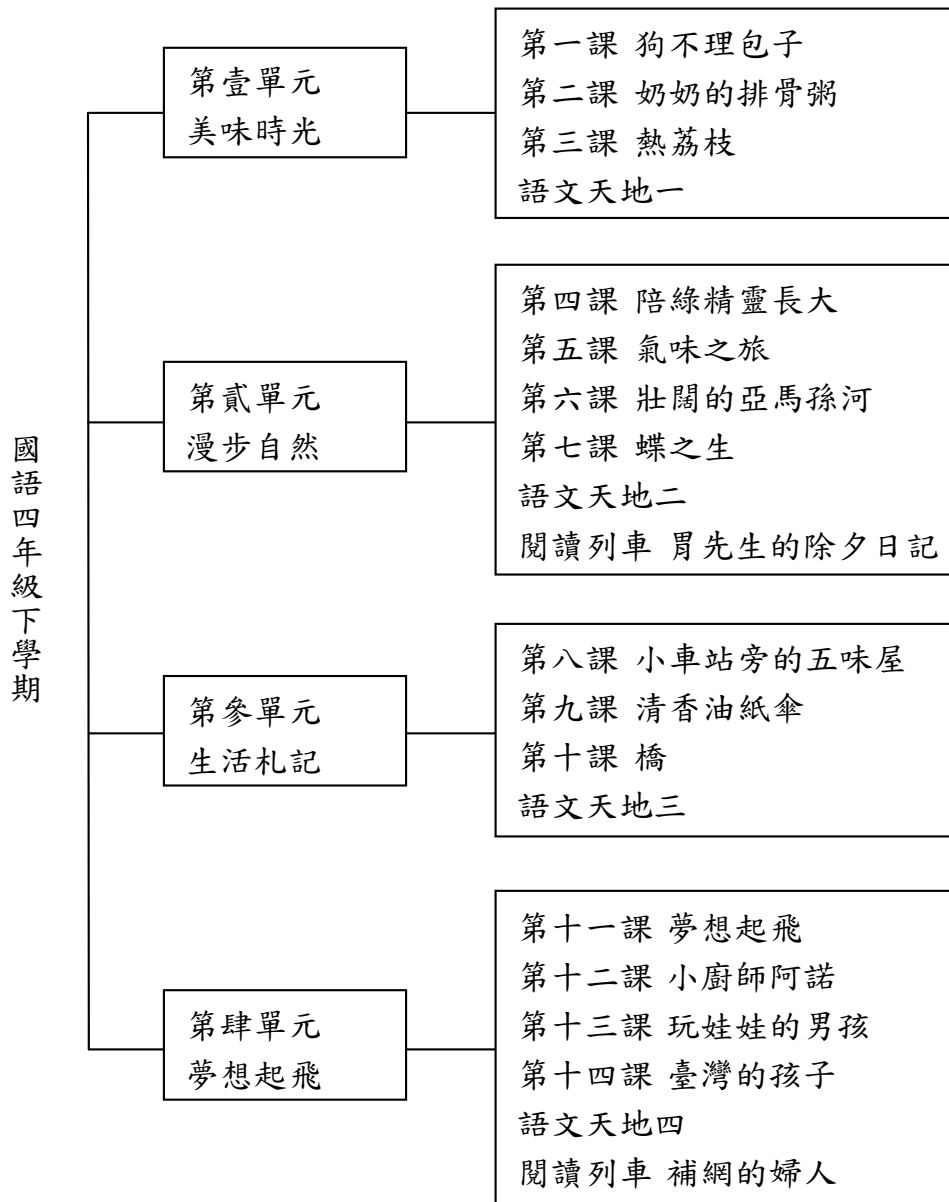 國語四年級下學期
第壹單元
美味時光
第一課 狗不理包子
第二課 奶奶的排骨粥
第三課 熱荔枝
語文天地一
第貳單元
漫步自然
第四課 陪綠精靈長大
第五課 氣味之旅
第六課 壯闊的亞馬孫河
第七課 蝶之生
語文天地二
閱讀列車 胃先生的除夕日記
第參單元
生活札記
第八課 小車站旁的五味屋
第九課 清香油紙傘
第十課 橋
語文天地三
第肆單元
夢想起飛
第十一課 夢想起飛
第十二課 小廚師阿諾
第十三課 玩娃娃的男孩
第十四課 臺灣的孩子
語文天地四
閱讀列車 補網的婦人